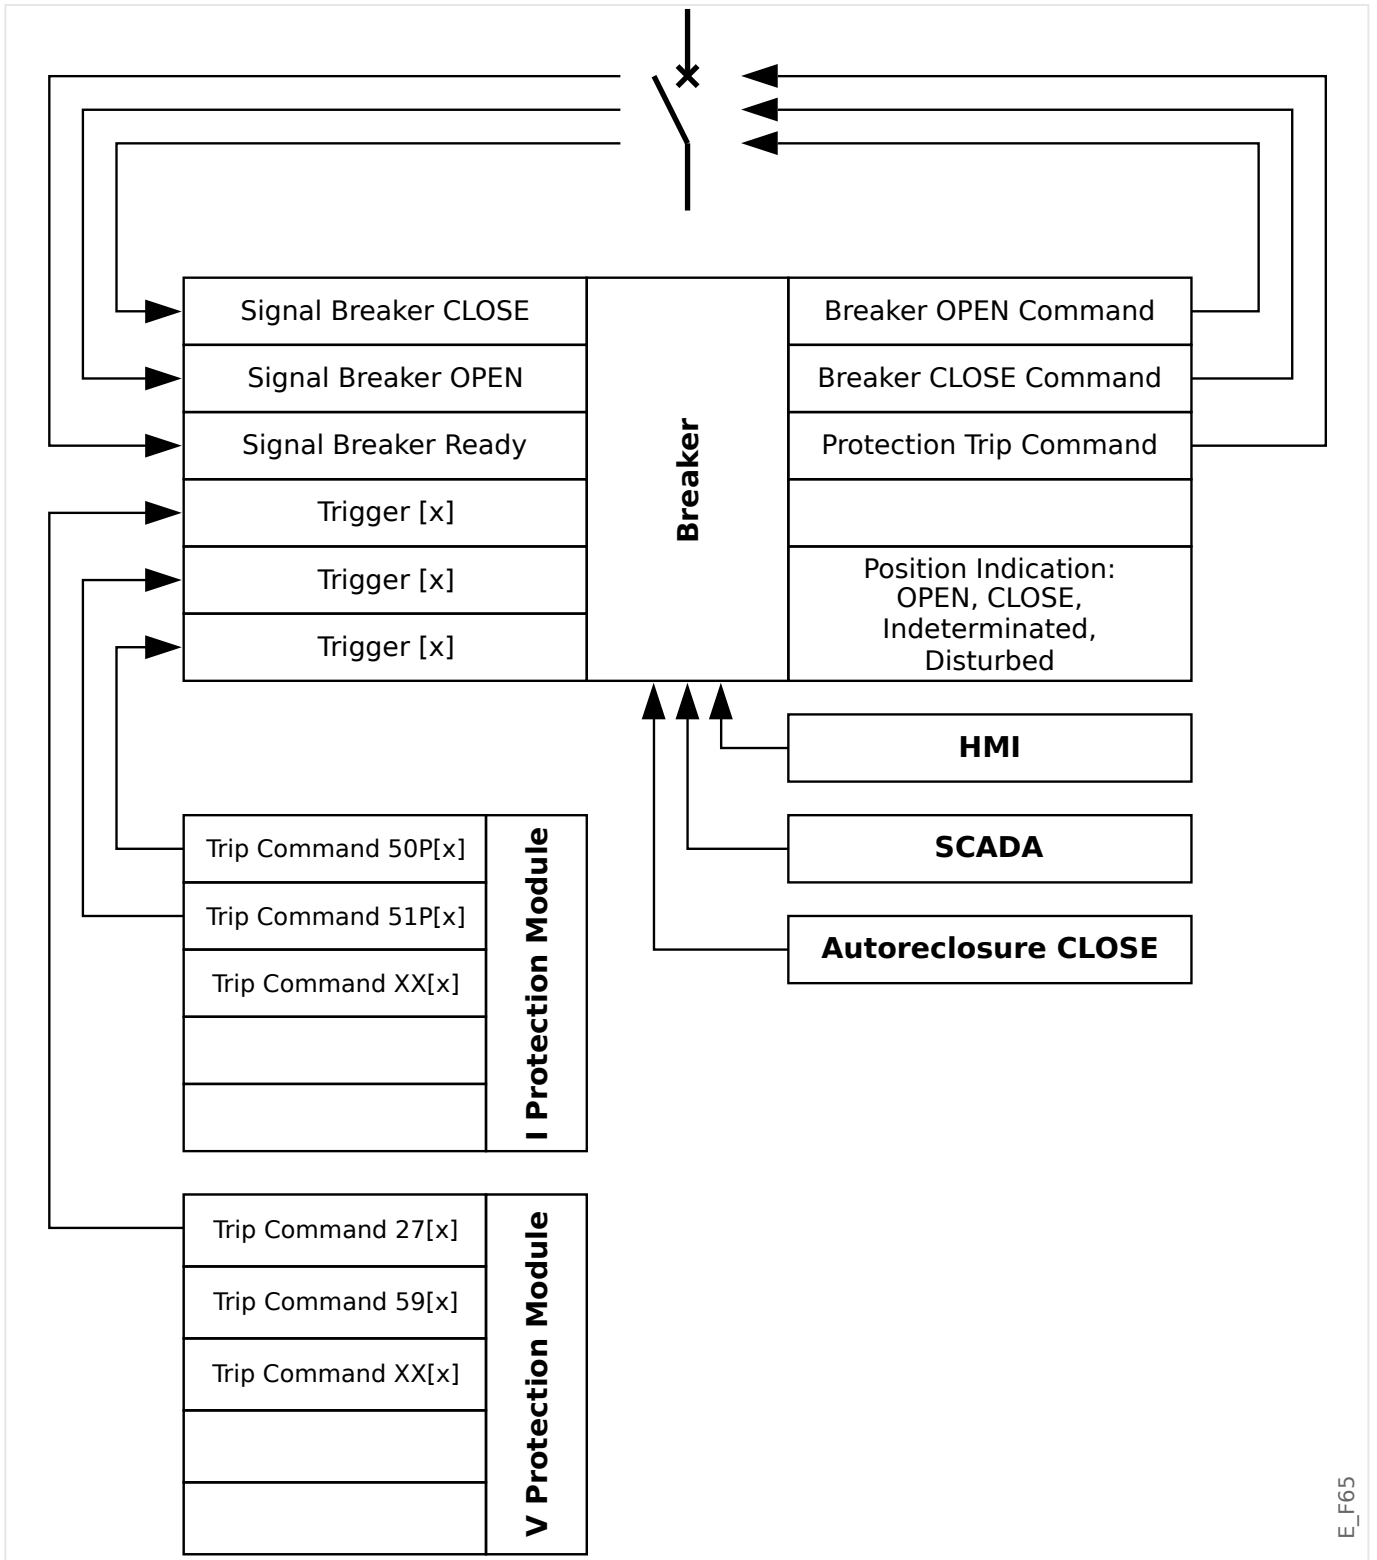 Signal Breaker CLOSE
Signal Breaker OPEN
Signal Breaker Ready
Trigger [x]
Trigger [x]
Trigger [x]
Breaker
Breaker OPEN Command
Breaker CLOSE Command
Protection Trip Command
Position Indication:
OPEN, CLOSE,
Indeterminated,
Disturbed
HMI
SCADA
Autoreclosure CLOSE
Trip Command 50P[x]
Trip Command 51P[x]
Trip Command XX[x]
I Protection Module
Trip Command 27[x]
Trip Command 59[x]
Trip Command XX[x]
V Protection Module
E_F65